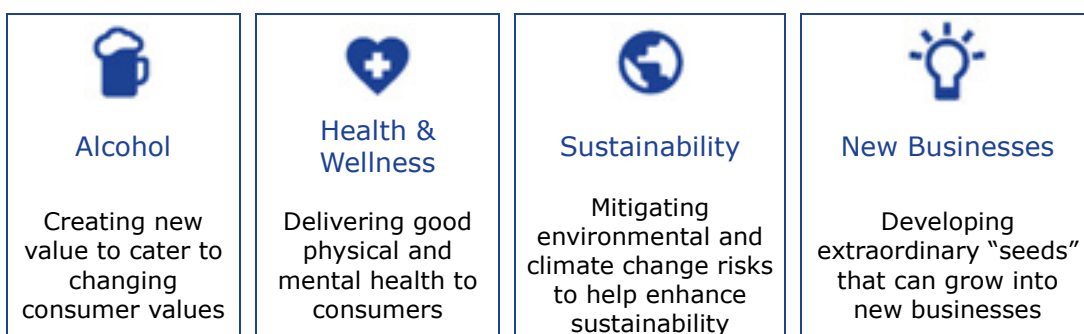 Alcohol
Creating new
value to cater to
changing
consumer values
Health &
Wellness
Delivering good
physical and
mental health to
consumers
Sustainability
Mitigating
environmental and
climate change risks
to help enhance
sustainability
New Businesses
Developing
extraordinary “seeds”
that can grow into
new businesses